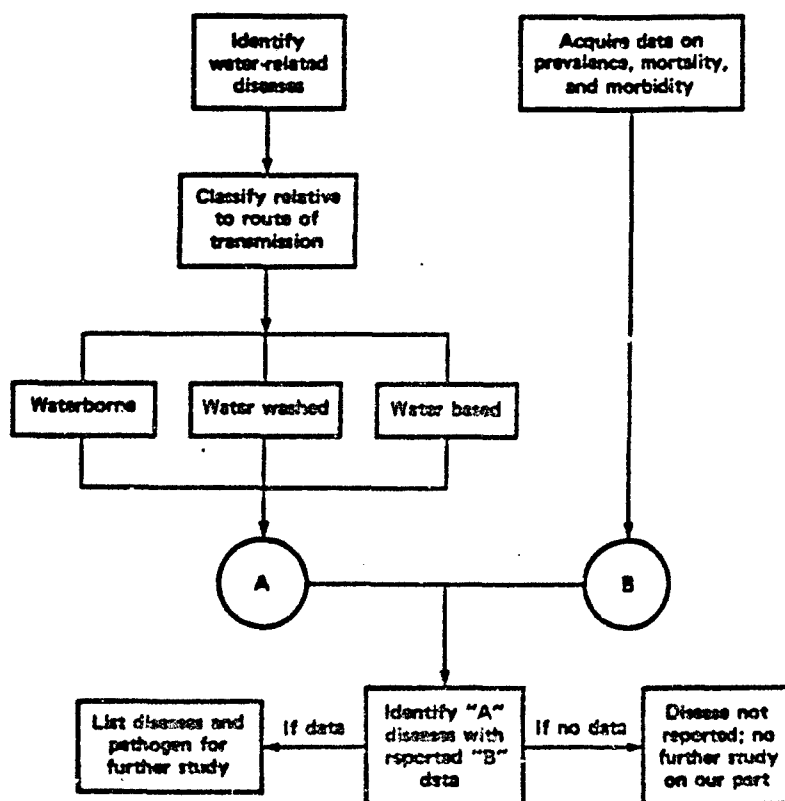 Identify
water-related
diseases
Acquire data on
prevalence, mortality,
and morbidity
Classify relative
to route of
transmission
Waterborne
Water washed
Water based
A
B
List diseases and
pathogen for
further study
If data
Identify "A"
diseases with
reported "B"
data
If no data
Disease not
reported; no
further study
on our part